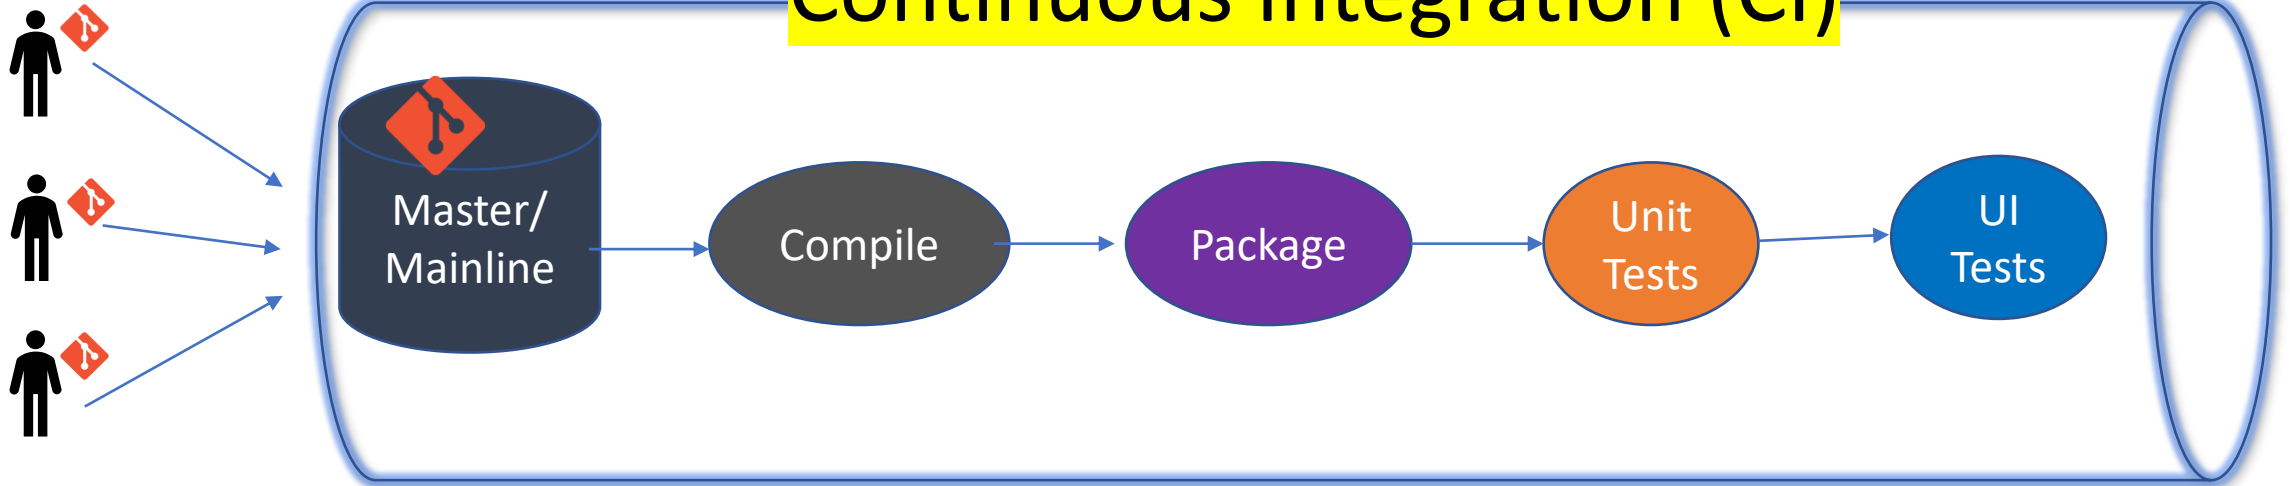 Continuous Integration (CI)
Master/
Mainline
Compile
Package
Unit
Tests
UI
Tests